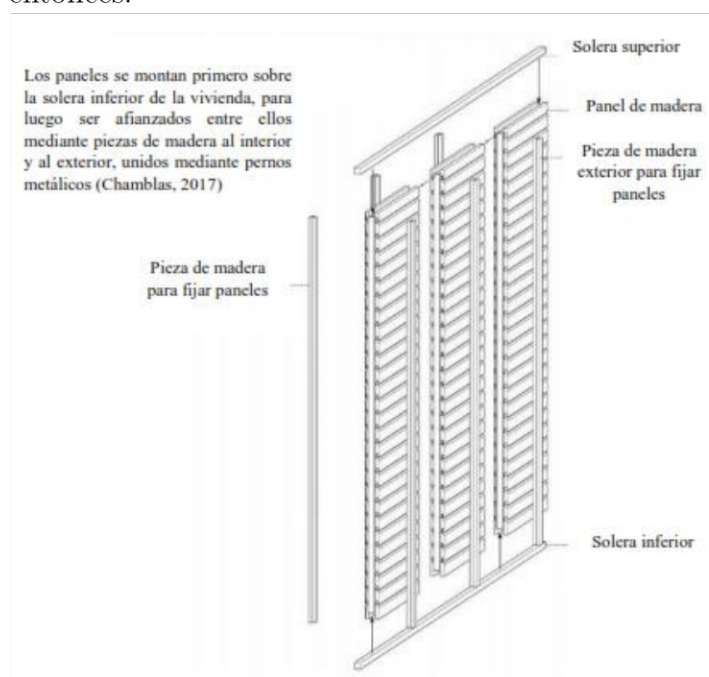 entonces.
Solera superior
Los paneles se montan primero sobre
la solera inferior de la vivienda, para
luego ser afianzados entre ellos
mediante piezas de madera al interior
y al exterior, unidos mediante pernos
metálicos (Chamblas, 2017)
Panel de madera
Pieza de madera
exterior para fijar
paneles
Pieza de madera
para fijar paneles
Solera inferior